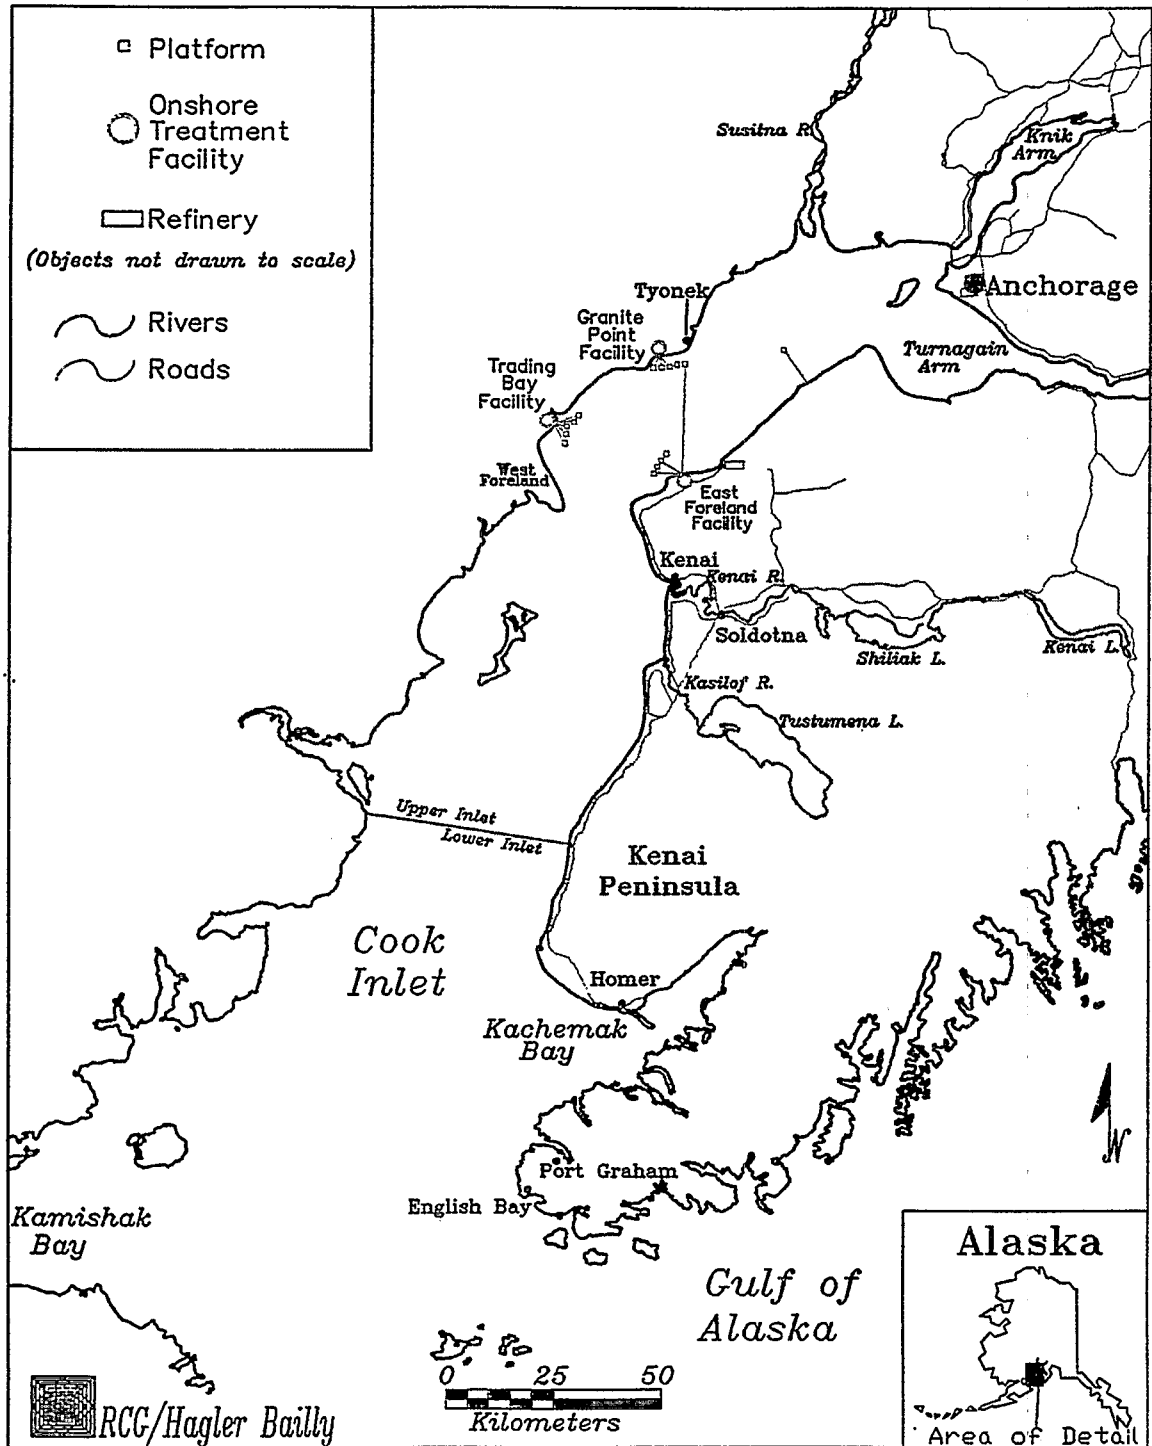 Platform
Onshore
Treatment
Facility
Refinery
(Objects not drawn to scale)
Rivers
Roads
Susitna R.
Knik
Arm
Anchorage
Tyonek
Granite
Point
Facility
Turnagain
Arm
Trading
Bay
Facility
West
Foreland
East
Foreland
Facility
Kenai
Kenai R.
Soldotna
Shiliak L.
Kenai L.
Kasilof R.
Tustumena L.
Upper Inlet
Lower Inlet
Kenai
Peninsula
Cook
Inlet
Homer
Kachemak
Bay
Port Graham
English Bay
N
Kamishak
Bay
Gulf of
Alaska
Alaska
Area of Detail
0 25 50
Kilometers
RCG/Hagler Bailly